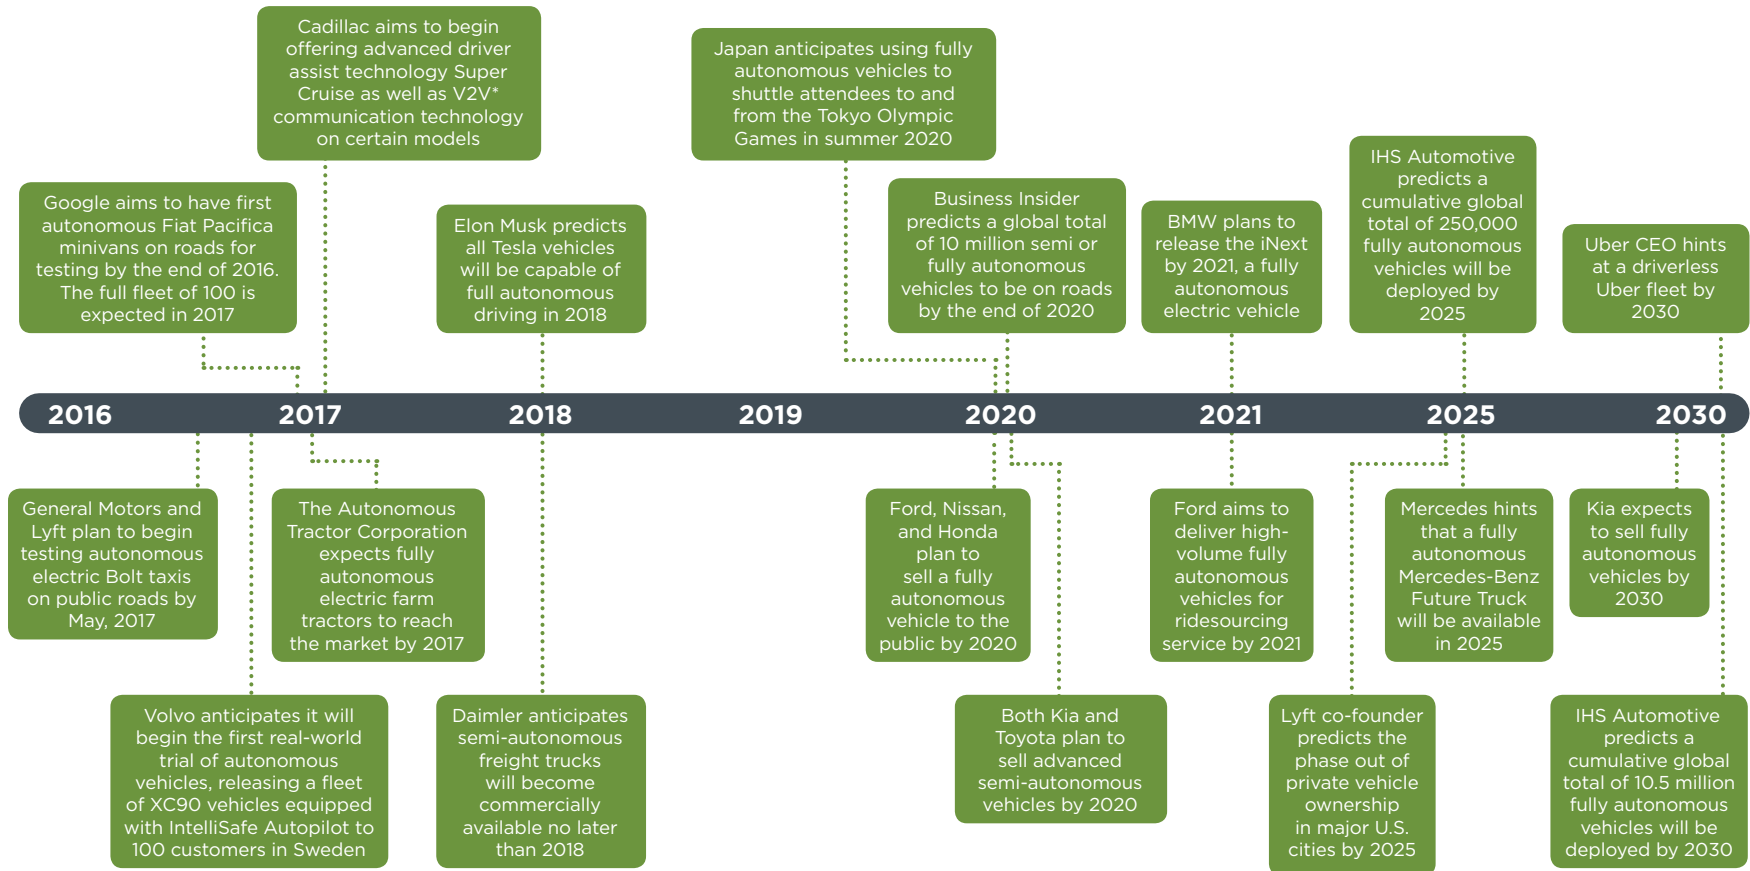 Cadillac aims to begin
offering advanced driver
assist technology Super
Cruise as well as V2V*
communication technology
on certain models
Japan anticipates using fully
autonomous vehicles to
shuttle attendees to and
from the Tokyo Olympic
Games in summer 2020
Google aims to have first
autonomous Fiat Pacifica
minivans on roads for
testing by the end of 2016.
The full fleet of 100 is
expected in 2017
Elon Musk predicts
all Tesla vehicles
will be capable of
full autonomous
driving in 2018
Business Insider
predicts a global total
of 10 million semi or
fully autonomous
vehicles to be on roads
by the end of 2020
BMW plans to
release the iNext
by 2021, a fully
autonomous
electric vehicle
IHS Automotive
predicts a
cumulative global
total of 250,000
fully autonomous
vehicles will be
deployed by
2025
Uber CEO hints
at a driverless
Uber fleet by
2030
2016 2017 2018 2019 2020 2021 2025 2030
General Motors and
Lyft plan to begin
testing autonomous
electric Bolt taxis
on public roads by
May, 2017
The Autonomous
Tractor Corporation
expects fully
autonomous
electric farm
tractors to reach
the market by 2017
Ford, Nissan,
and Honda
plan to
sell a fully
autonomous
vehicle to the
public by 2020
Ford aims to
deliver high-
volume fully
autonomous
vehicles for
ridesourcing
service by 2021
Mercedes hints
that a fully
autonomous
Mercedes-Benz
Future Truck
will be available
in 2025
Kia expects
to sell fully
autonomous
vehicles by
2030
Volvo anticipates it will
begin the first real-world
trial of autonomous
vehicles, releasing a fleet
of XC90 vehicles equipped
with IntelliSafe Autopilot to
100 customers in Sweden
Daimler anticipates
semi-autonomous
freight trucks
will become
commercially
available no later
than 2018
Both Kia and
Toyota plan to
sell advanced
semi-autonomous
vehicles by 2020
Lyft co-founder
predicts the
phase out of
private vehicle
ownership
in major U.S.
cities by 2025
IHS Automotive
predicts a
cumulative global
total of 10.5 million
fully autonomous
vehicles will be
deployed by 2030